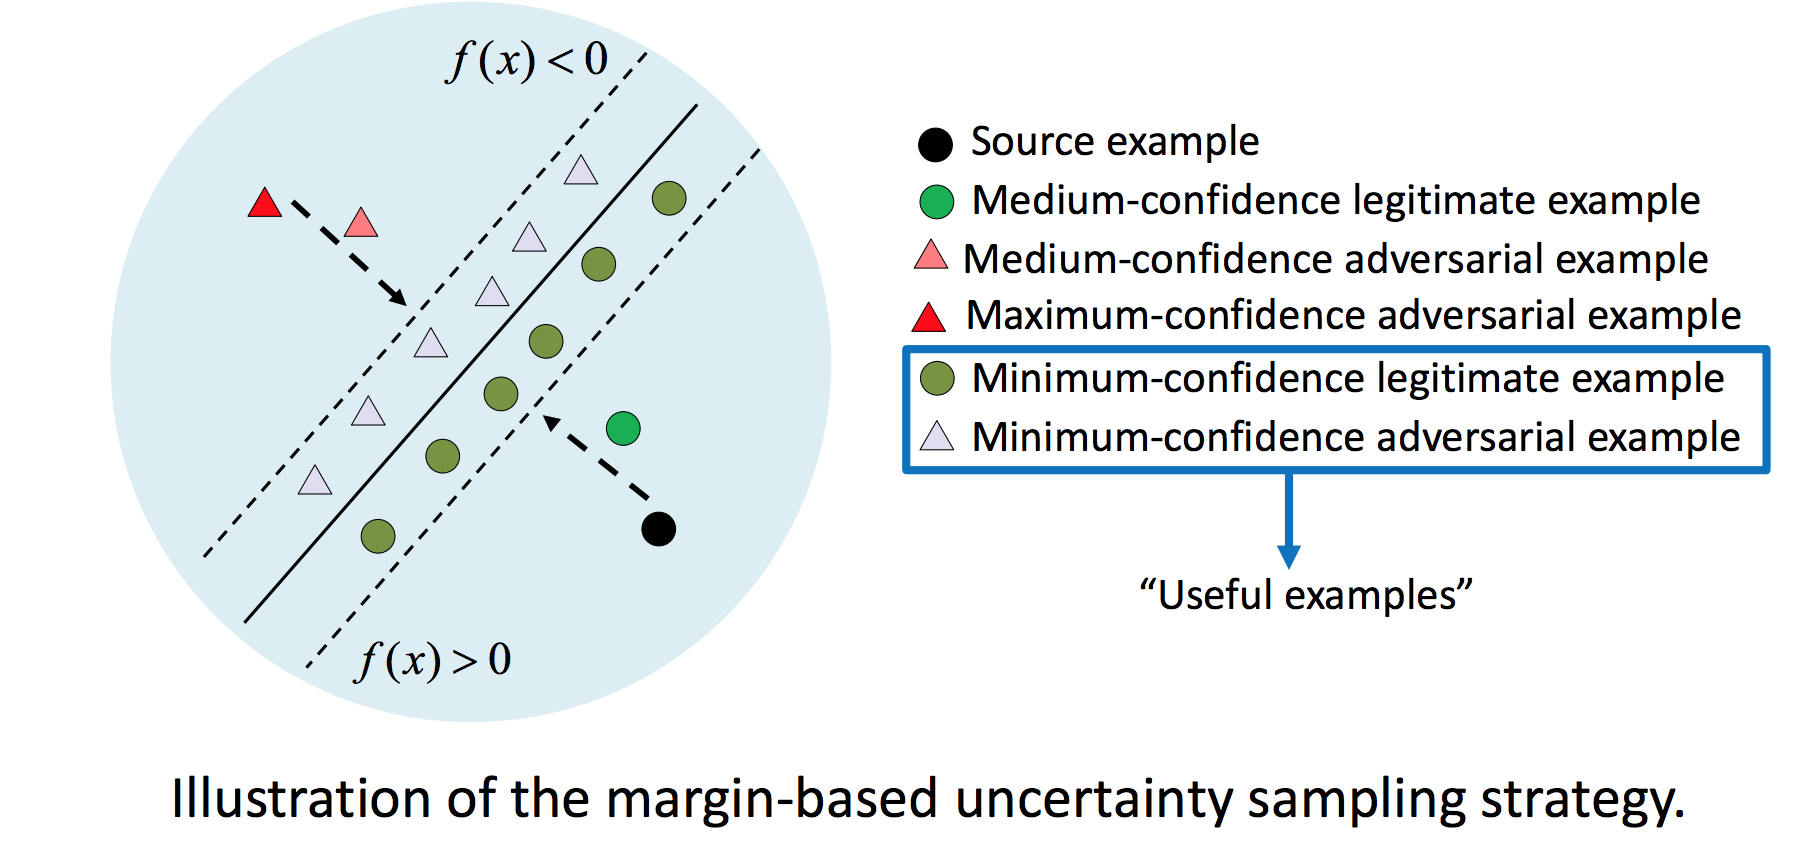 f(x) < 0
Source example
Medium-confidence legitimate example
Medium-confidence adversarial example
Maximum-confidence adversarial example
Minimum-confidence legitimate example
Minimum-confidence adversarial example
“Useful examples”
f(x) > 0
Illustration of the margin-based uncertainty sampling strategy.